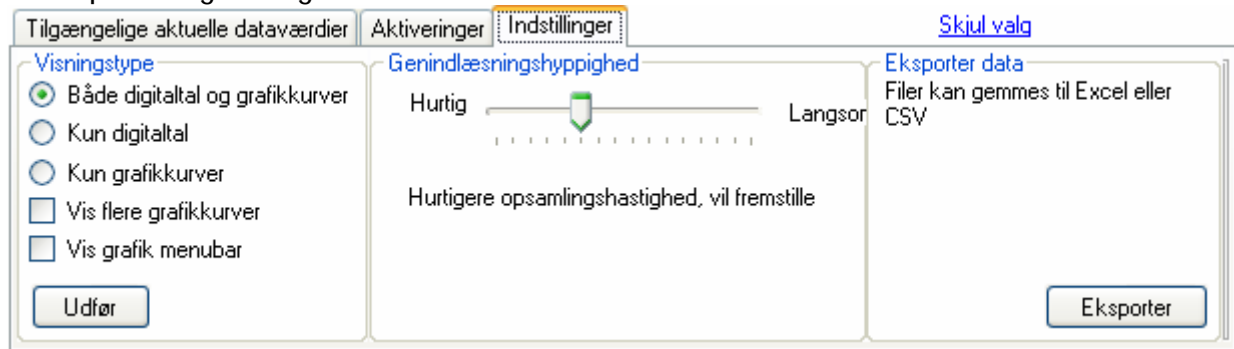 Tilgængelige aktuelle dataværdier Aktiveringer Indstillinger Skjul valg
Visningstype
Både digitaltal og grafikkurver
Kun digitaltal
Kun grafikkurver
Vis flere grafikkurver
Vis grafik menubar
Udfør
Genindlæsningshyppighed
Hurtig Langsor
Hurtigere opsamlingshastighed, vil fremstille
Eksporter data
Filer kan gemmes til Excel eller
CSV
Eksporter